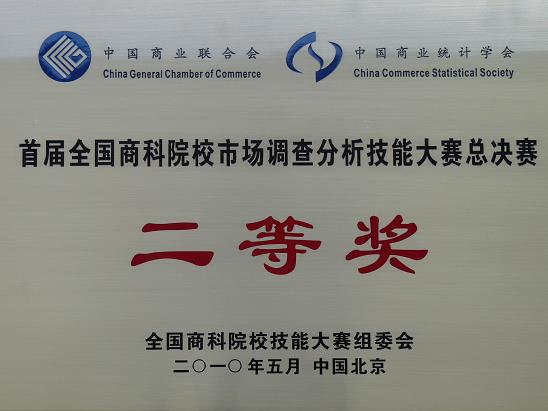 中国商业联合会
China General Chamber of Commerce
中国商业统计学会
China Commerce Statistical Society
首届全国商科院校市场调查分析技能大赛总决赛
二等奖
全国商科院校技能大赛组委会
二〇一〇年五月 中国北京